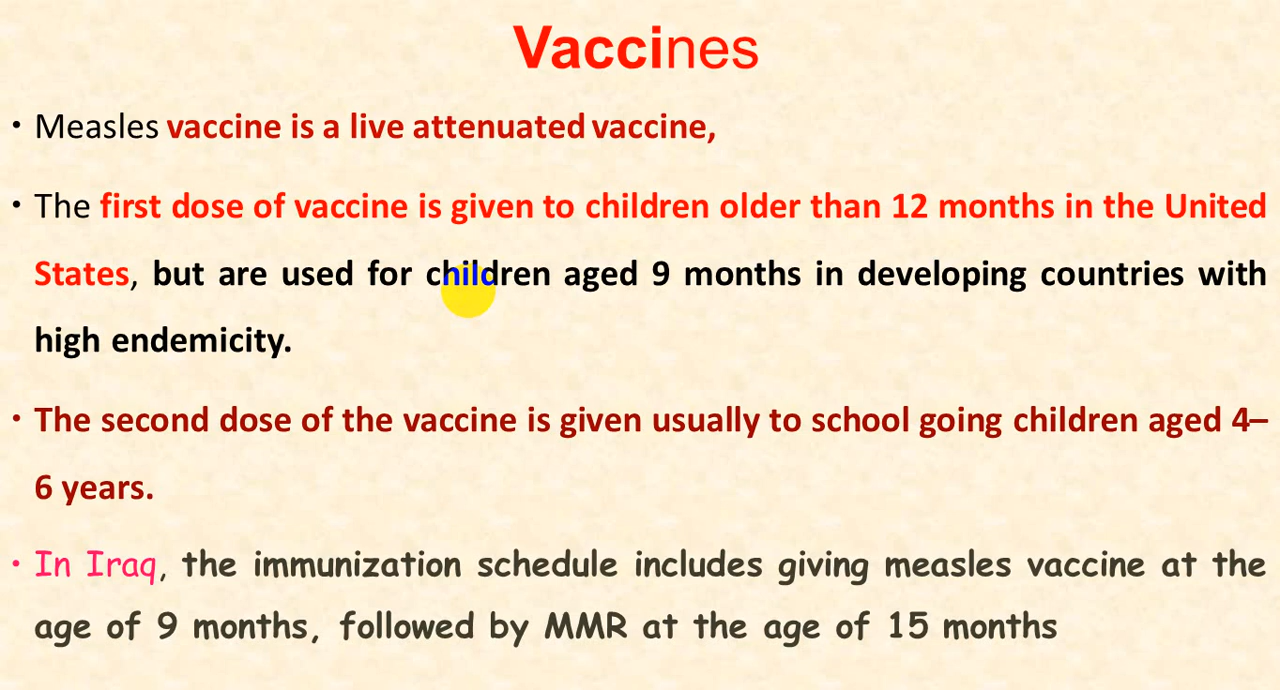 Vaccines
• Measles vaccine is a live attenuated vaccine,
• The first dose of vaccine is given to children older than 12 months in the United
States, but are used for children aged 9 months in developing countries with
high endemicity.
• The second dose of the vaccine is given usually to school going children aged 4–
6 years.
• In Iraq, the immunization schedule includes giving measles vaccine at the
age of 9 months, followed by MMR at the age of 15 months